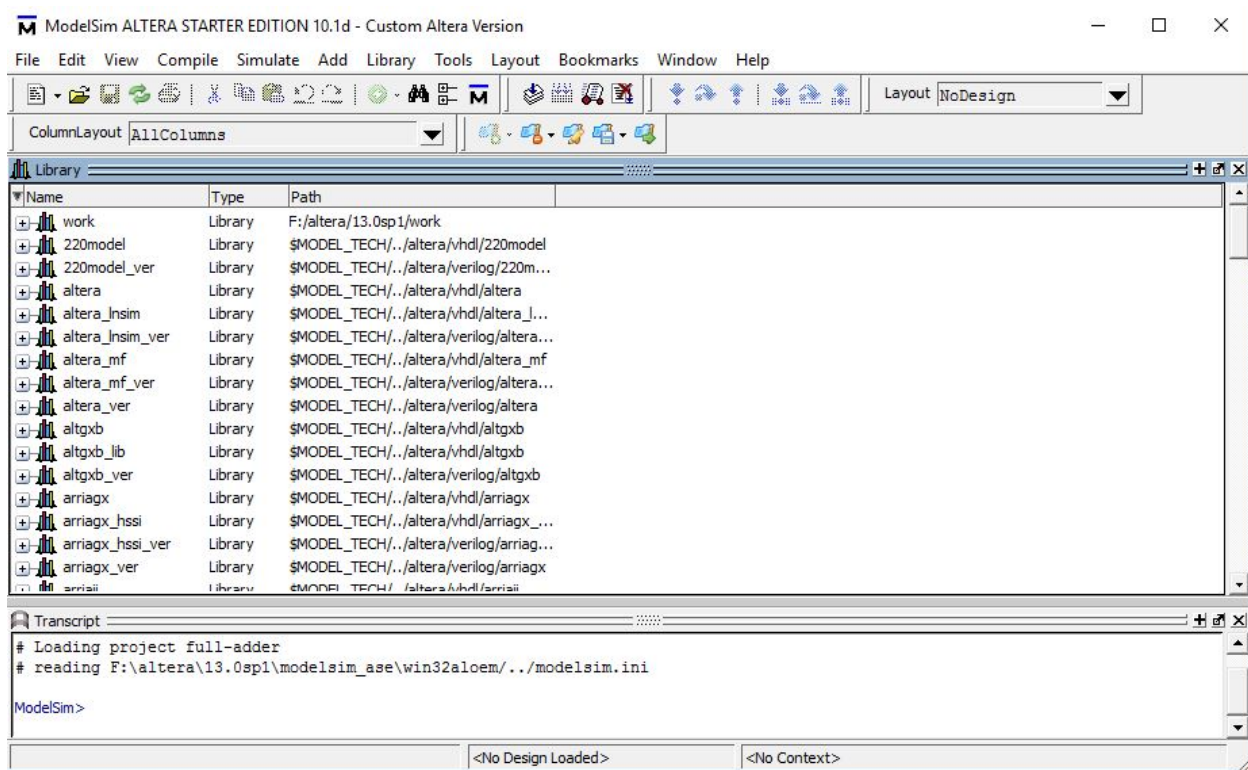 ModelSim ALTERA STARTER EDITION 10.1d - Custom Altera Version
File Edit View Compile Simulate Add Library Tools Layout Bookmarks Window Help
Layout NoDesign
ColumnLayout AllColumns
Library
Name Type Path
work Library F:/altera/13.0sp1/work
220model Library $MODEL_TECH/../altera/vhdl/220model
220model_ver Library $MODEL_TECH/../altera/verilog/220m...
altera Library $MODEL_TECH/../altera/vhdl/altera
altera_lnsim Library $MODEL_TECH/../altera/vhdl/altera_l...
altera_lnsim_ver Library $MODEL_TECH/../altera/verilog/altera...
altera_mf Library $MODEL_TECH/../altera/vhdl/altera_mf
altera_mf_ver Library $MODEL_TECH/../altera/verilog/altera...
altera_ver Library $MODEL_TECH/../altera/verilog/altera
altgxb Library $MODEL_TECH/../altera/vhdl/altgxb
altgxb_lib Library $MODEL_TECH/../altera/vhdl/altgxb
altgxb_ver Library $MODEL_TECH/../altera/verilog/altgxb
arriagx Library $MODEL_TECH/../altera/vhdl/arriagx
arriagx_hssi Library $MODEL_TECH/../altera/vhdl/arriagx_...
arriagx_hssi_ver Library $MODEL_TECH/../altera/verilog/arriag...
arriagx_ver Library $MODEL_TECH/../altera/verilog/arriagx
arriaii Library $MODEL_TECH/../altera/vhdl/arriaii
Transcript
# Loading project full-adder
# reading F:\altera\13.0sp1\modelsim_ase\win32aloem/../modelsim.ini
ModelSim>
<No Design Loaded> <No Context>